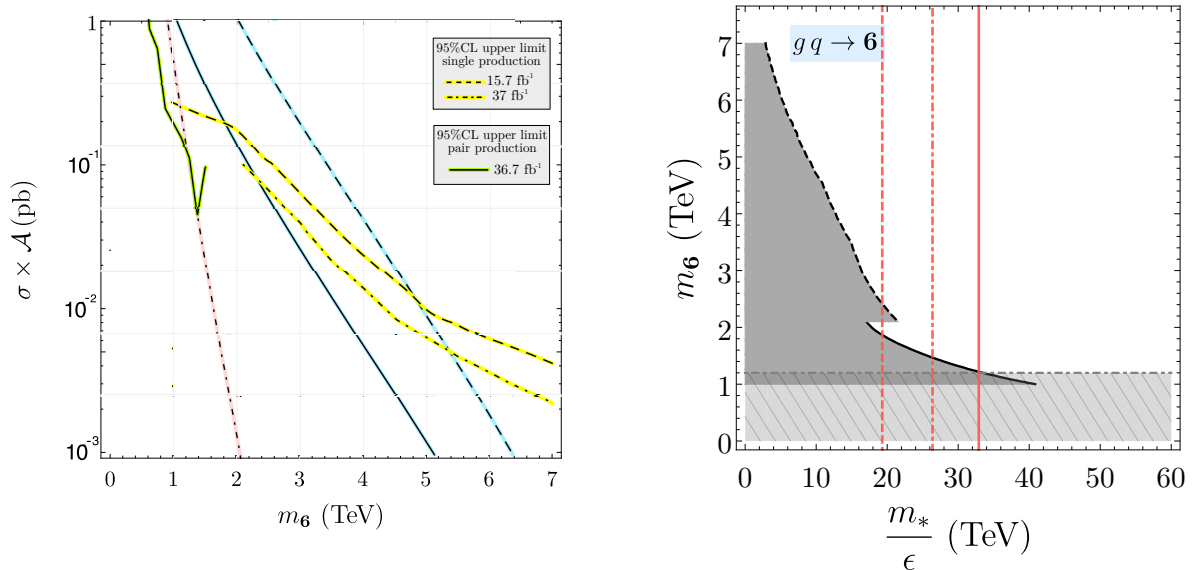 1
10⁻¹
10⁻²
10⁻³
σ × 𝒜 (pb)
95%CL upper limit
single production
15.7 fb⁻¹
37 fb⁻¹
95%CL upper limit
pair production
36.7 fb⁻¹
0 1 2 3 4 5 6 7
m₆ (TeV)
g q → 6
7
6
5
4
3
2
1
0
m₆ (TeV)
0 10 20 30 40 50 60
m∗
ϵ
(TeV)